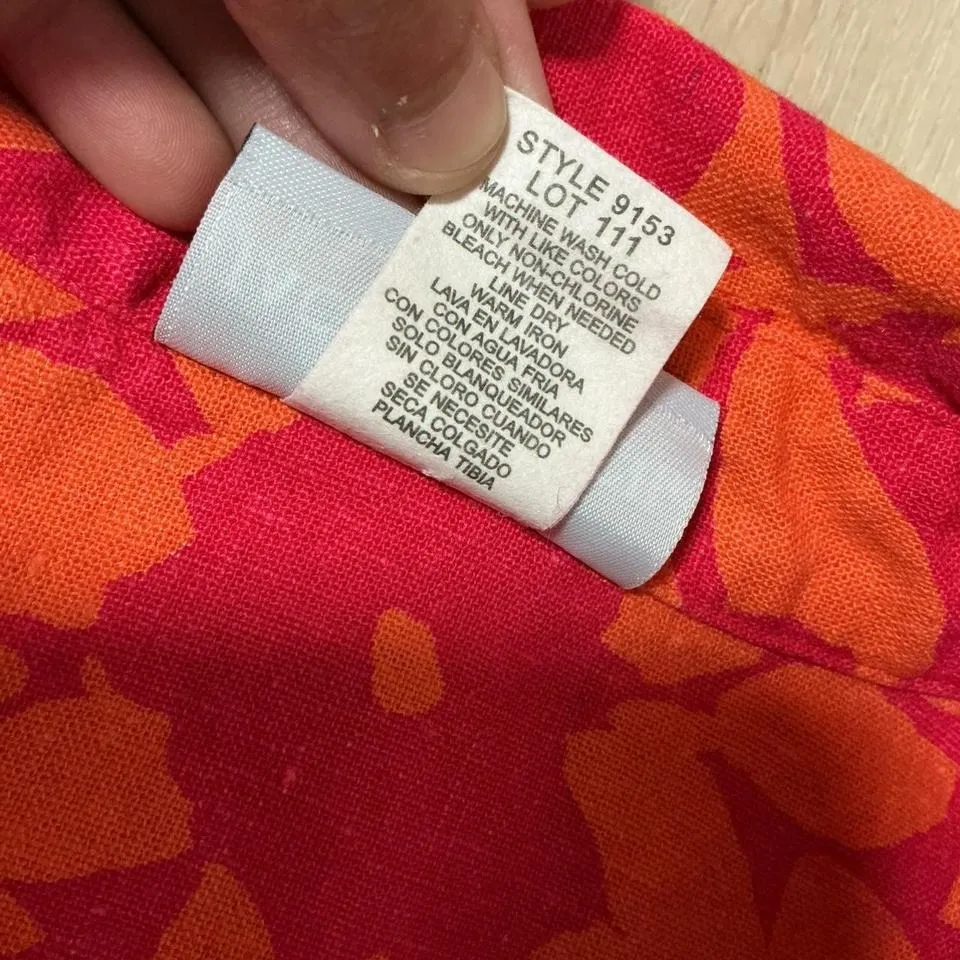 STYLE 9153
LOT 111
MACHINE WASH COLD
WITH LIKE COLORS
ONLY NON-CHLORINE
BLEACH WHEN NEEDED
LINE DRY
WARM IRON
LAVA EN LAVADORA
CON AGUA FRIA
CON COLORES SIMILARES
SOLO BLANQUEADOR
SIN CLORO CUANDO
SE NECESITE
SECA COLGADO
PLANCHA TIBIA